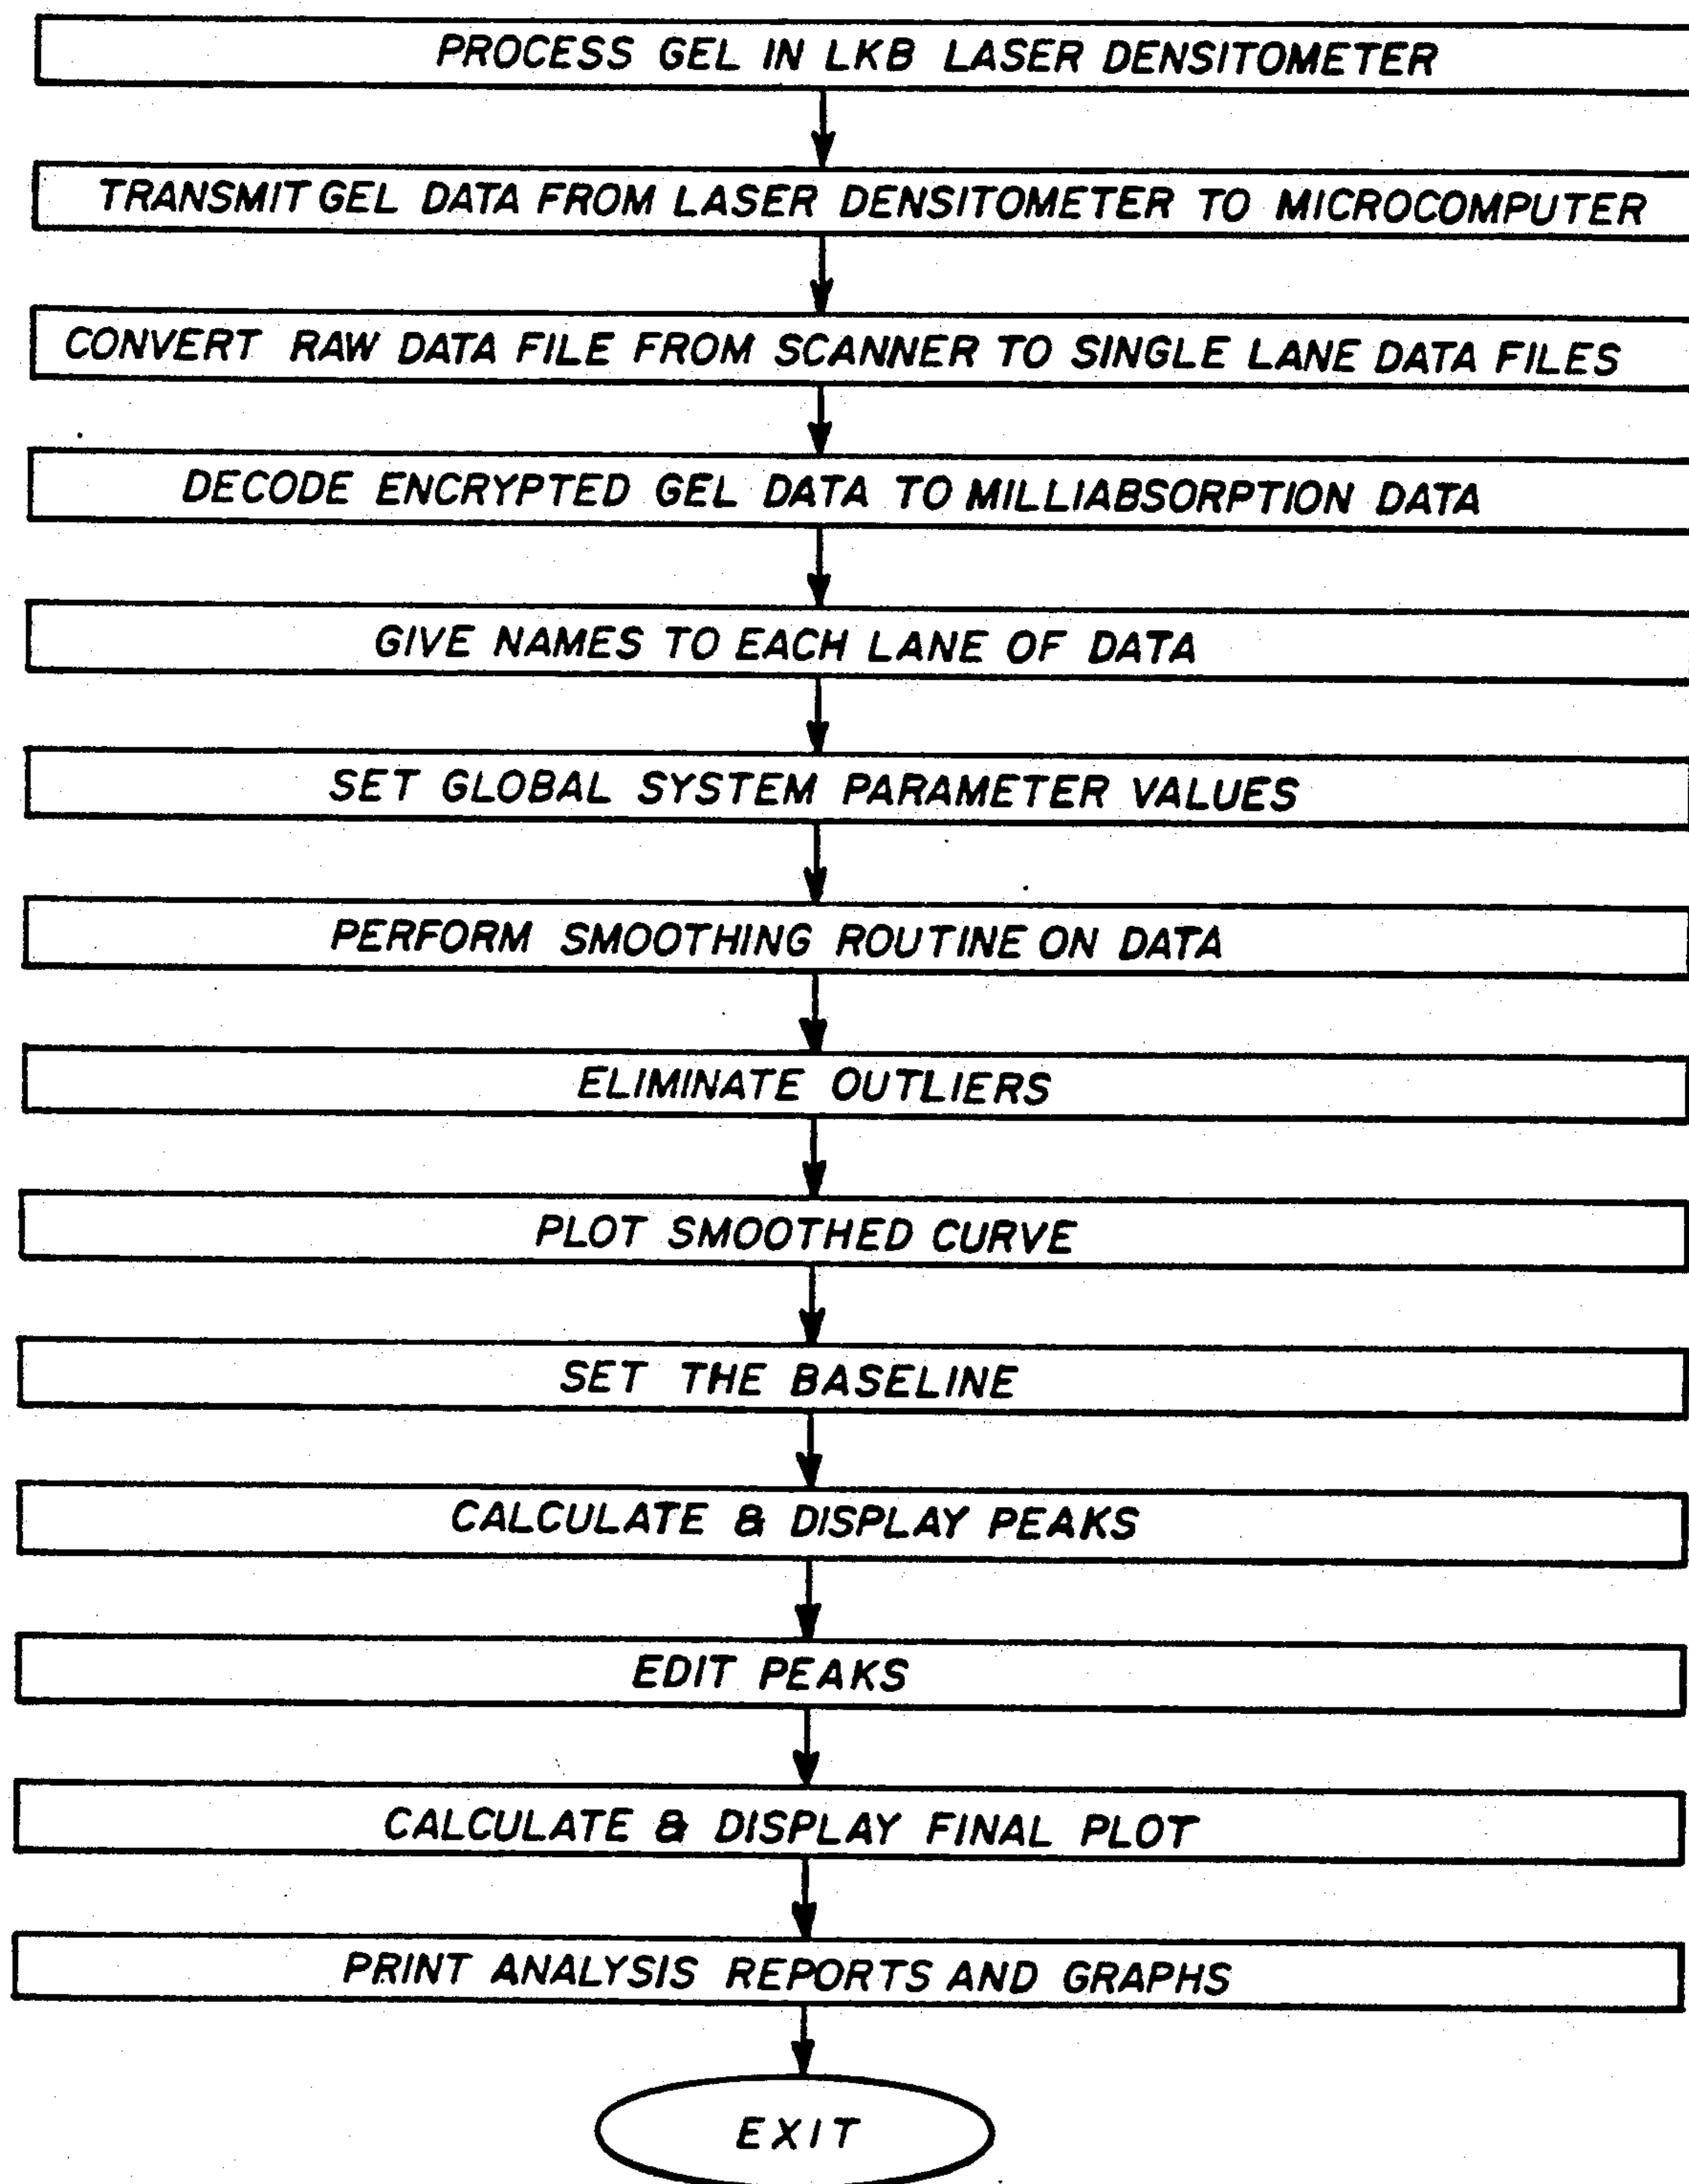 PROCESS GEL IN LKB LASER DENSITOMETER
TRANSMIT GEL DATA FROM LASER DENSITOMETER TO MICROCOMPUTER
CONVERT RAW DATA FILE FROM SCANNER TO SINGLE LANE DATA FILES
DECODE ENCRYPTED GEL DATA TO MILLIABSORPTION DATA
GIVE NAMES TO EACH LANE OF DATA
SET GLOBAL SYSTEM PARAMETER VALUES
PERFORM SMOOTHING ROUTINE ON DATA
ELIMINATE OUTLIERS
PLOT SMOOTHED CURVE
SET THE BASELINE
CALCULATE & DISPLAY PEAKS
EDIT PEAKS
CALCULATE & DISPLAY FINAL PLOT
PRINT ANALYSIS REPORTS AND GRAPHS
EXIT